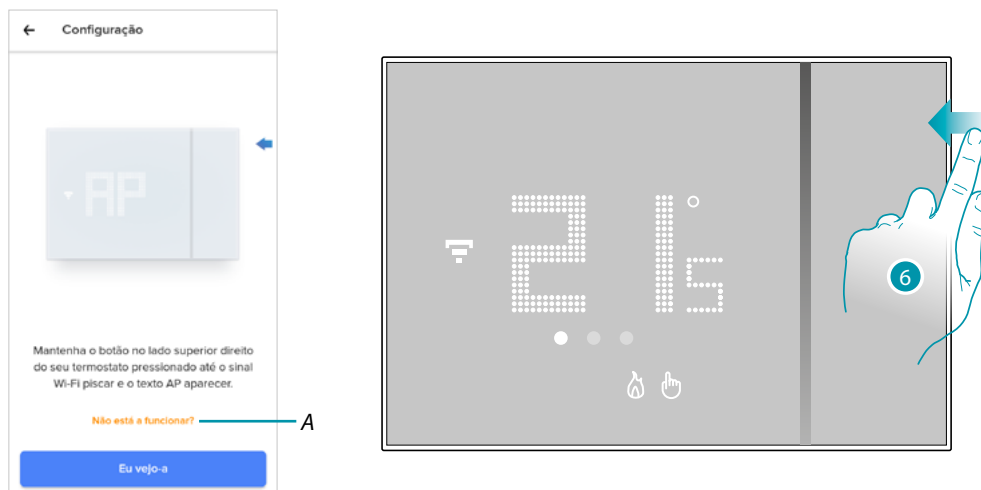 Configuração
AP
Mantenha o botão no lado superior direito
do seu termostato pressionado até o sinal
Wi-Fi piscar e o texto AP aparecer.
Não está a funcionar?
A
Eu vejo-a
21°5
6